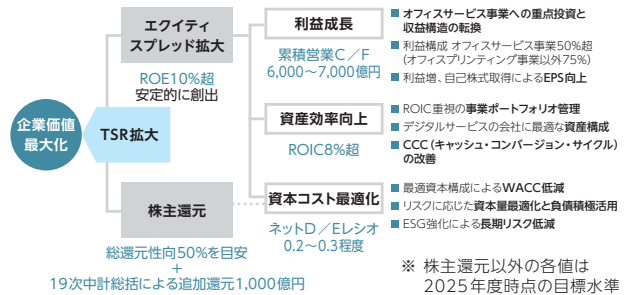 企業価値
最大化
TSR拡大
エクイティ
スプレッド拡大
ROE10%超
安定的に創出
株主還元
総還元性向50%を目安
+
19次中計総括による追加還元1,000億円
利益成長
累積営業C／F
6,000～7,000億円
資産効率向上
ROIC8%超
資本コスト最適化
ネットD／Eレシオ
0.2～0.3程度
■ オフィスサービス事業への重点投資と
収益構造の転換
■ 利益構成 オフィスサービス事業50%超
(オフィスプリンティング事業以外75%)
■ 利益増、自己株式取得によるEPS向上
■ ROIC重視の事業ポートフォリオ管理
■ デジタルサービスの会社に最適な資産構成
■ CCC（キャッシュ・コンバージョン・サイクル）
の改善
■ 最適資本構成によるWACC低減
■ リスクに応じた資本量最適化と負債積極活用
■ ESG強化による長期リスク低減
※ 株主還元以外の各値は
2025年度時点の目標水準